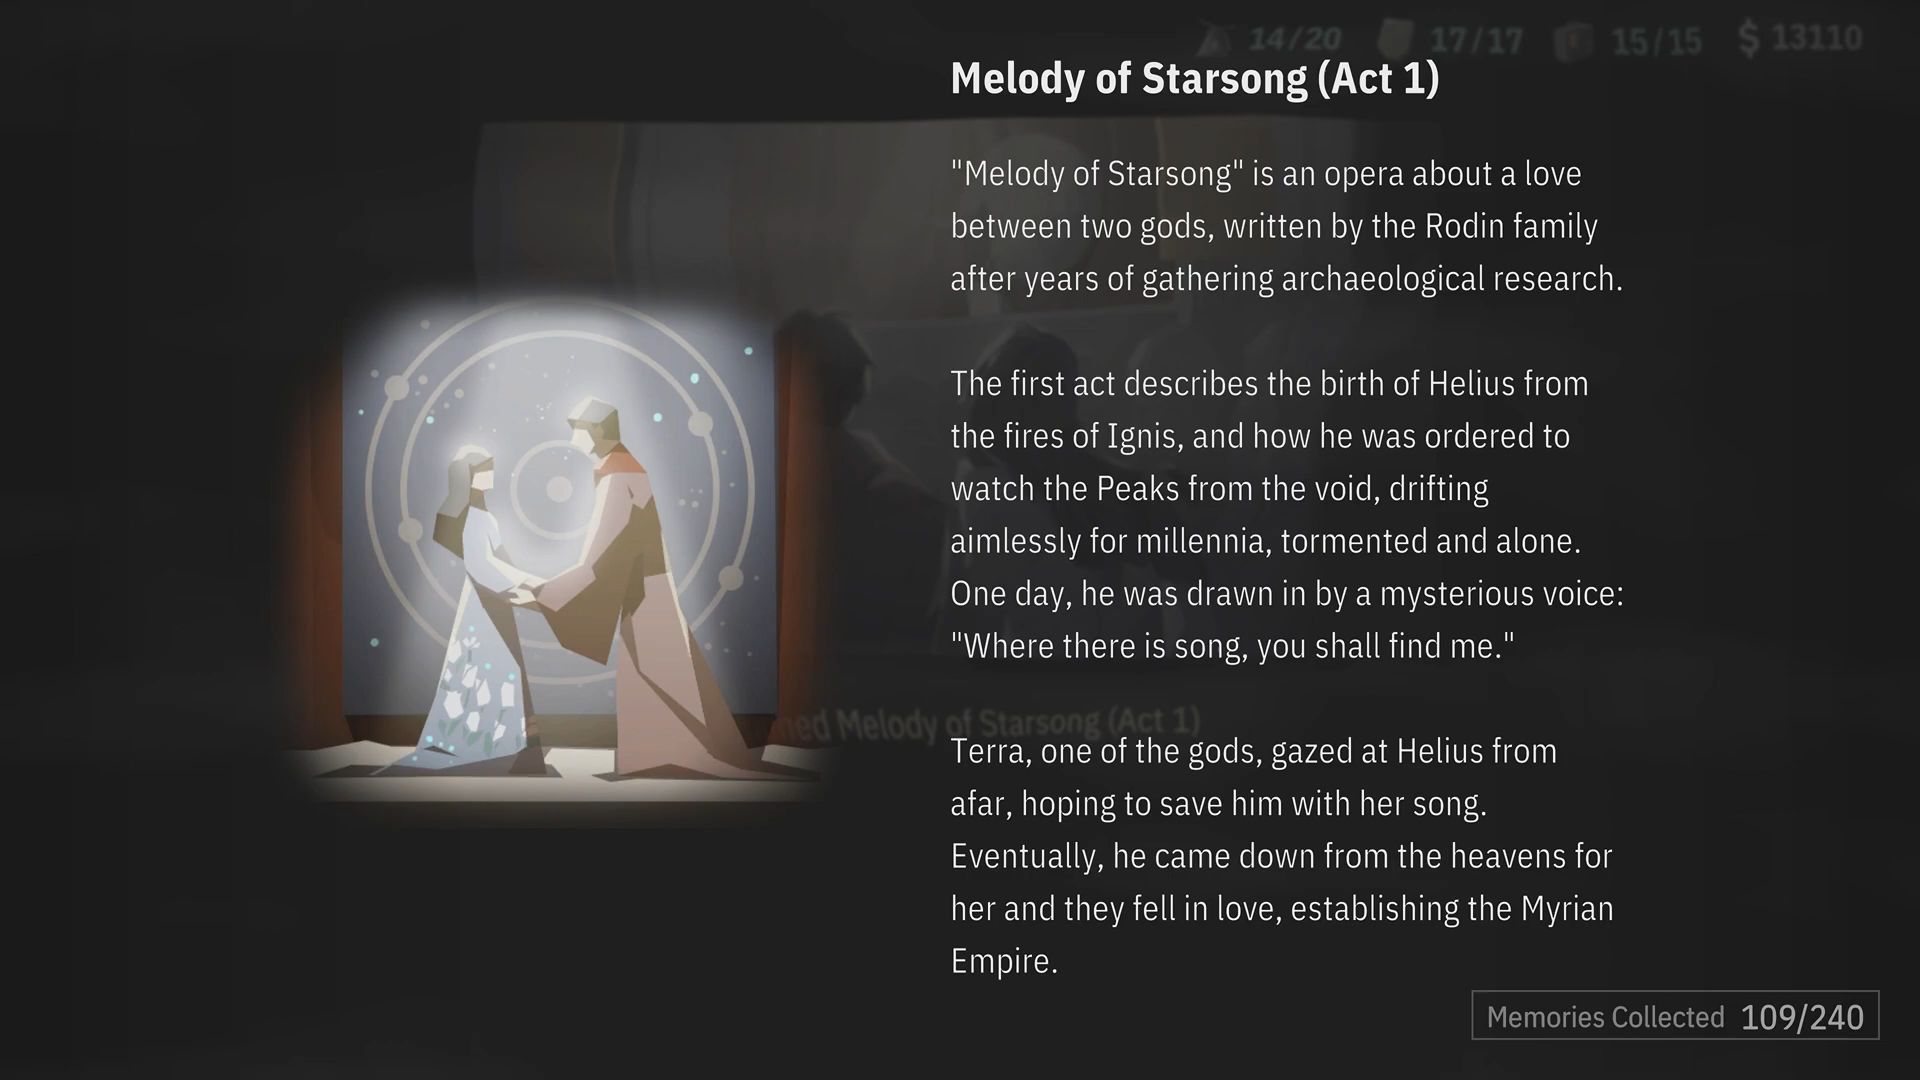 14/20 17/17 15/15 $ 13110
Melody of Starsong (Act 1)
"Melody of Starsong" is an opera about a love
between two gods, written by the Rodin family
after years of gathering archaeological research.
The first act describes the birth of Helius from
the fires of Ignis, and how he was ordered to
watch the Peaks from the void, drifting
aimlessly for millennia, tormented and alone.
One day, he was drawn in by a mysterious voice:
"Where there is song, you shall find me."
Melody of Starsong (Act 1)
Terra, one of the gods, gazed at Helius from
afar, hoping to save him with her song.
Eventually, he came down from the heavens for
her and they fell in love, establishing the Myrian
Empire.
Memories Collected 109/240